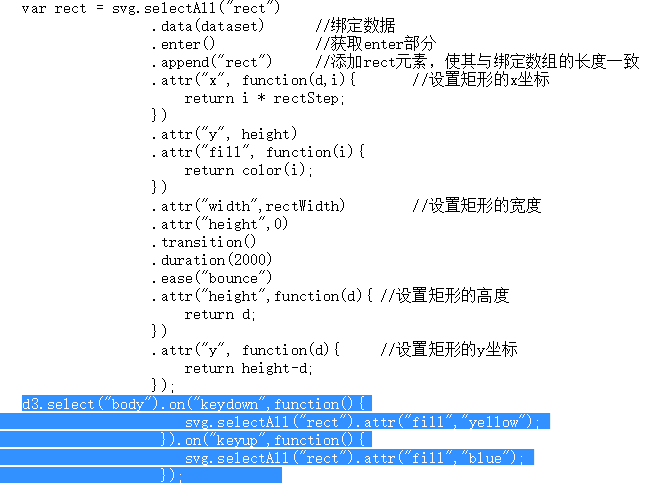 var rect = svg.selectAll("rect")
.data(dataset) //绑定数据
.enter() //获取enter部分
.append("rect") //添加rect元素，使其与绑定数组的长度一致
.attr("x", function(d,i){ //设置矩形的x坐标
return i * rectStep;
})
.attr("y", height)
.attr("fill", function(i){
return color(i);
})
.attr("width",rectWidth) //设置矩形的宽度
.attr("height",0)
.transition()
.duration(2000)
.ease("bounce")
.attr("height",function(d){ //设置矩形的高度
return d;
})
.attr("y", function(d){ //设置矩形的y坐标
return height-d;
});
d3.select("body").on("keydown",function(){
svg.selectAll("rect").attr("fill","yellow");
}).on("keyup",function(){
svg.selectAll("rect").attr("fill","blue");
});